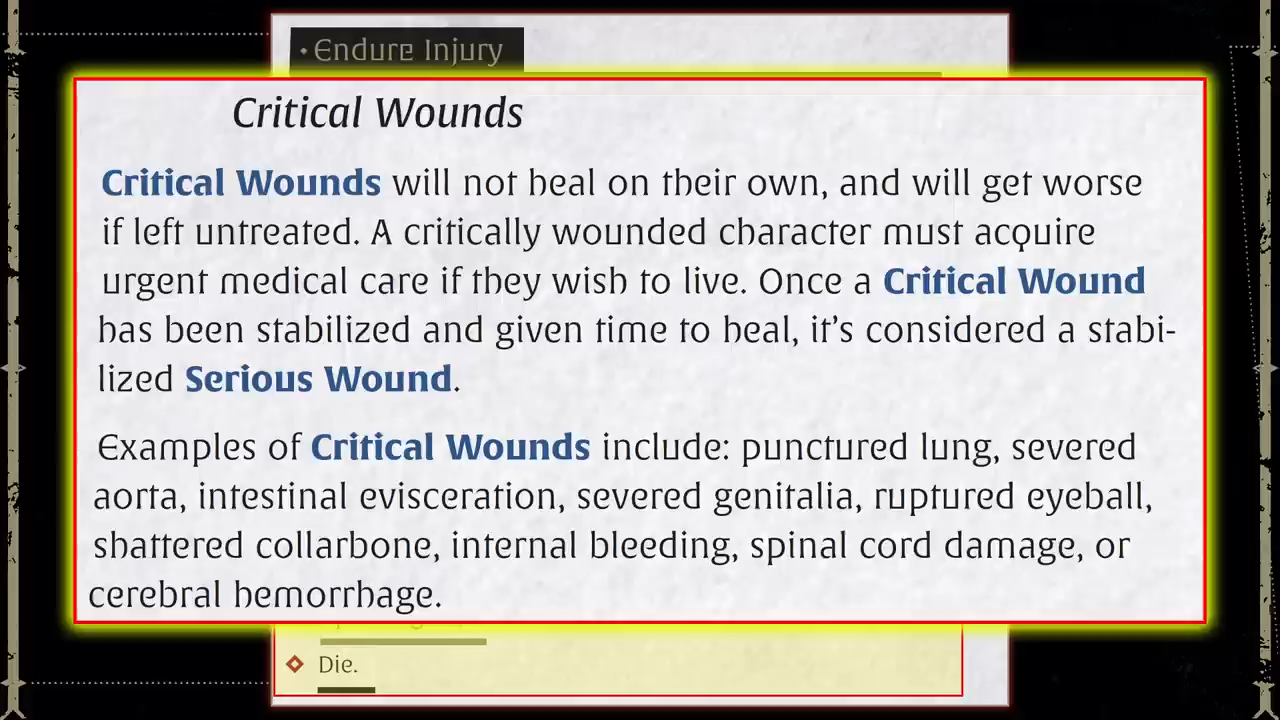 • Endure Injury
Critical Wounds
Critical Wounds will not heal on their own, and will get worse
if left untreated. A critically wounded character must acquire
urgent medical care if they wish to live. Once a Critical Wound
has been stabilized and given time to heal, it’s considered a stabi-
lized Serious Wound.
Examples of Critical Wounds include: punctured lung, severed
aorta, intestinal evisceration, severed genitalia, ruptured eyeball,
shattered collarbone, internal bleeding, spinal cord damage, or
cerebral hemorrhage.
Die.